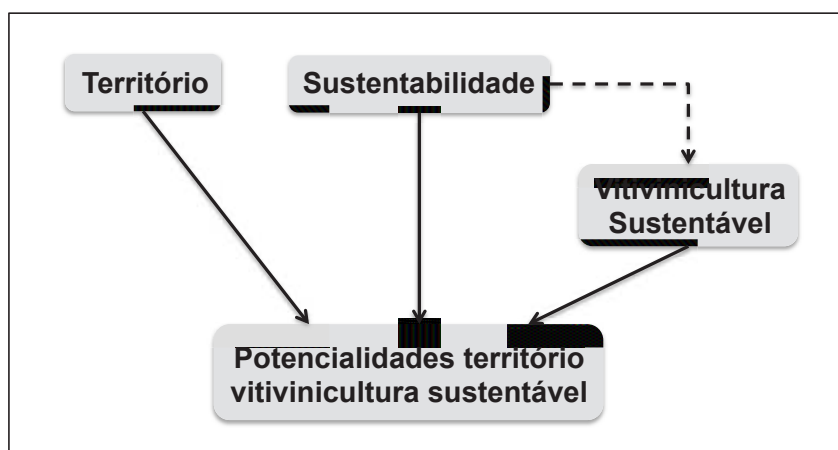 Território
Sustentabilidade
Vitivinicultura
Sustentável
Potencialidades território
vitivinicultura sustentável